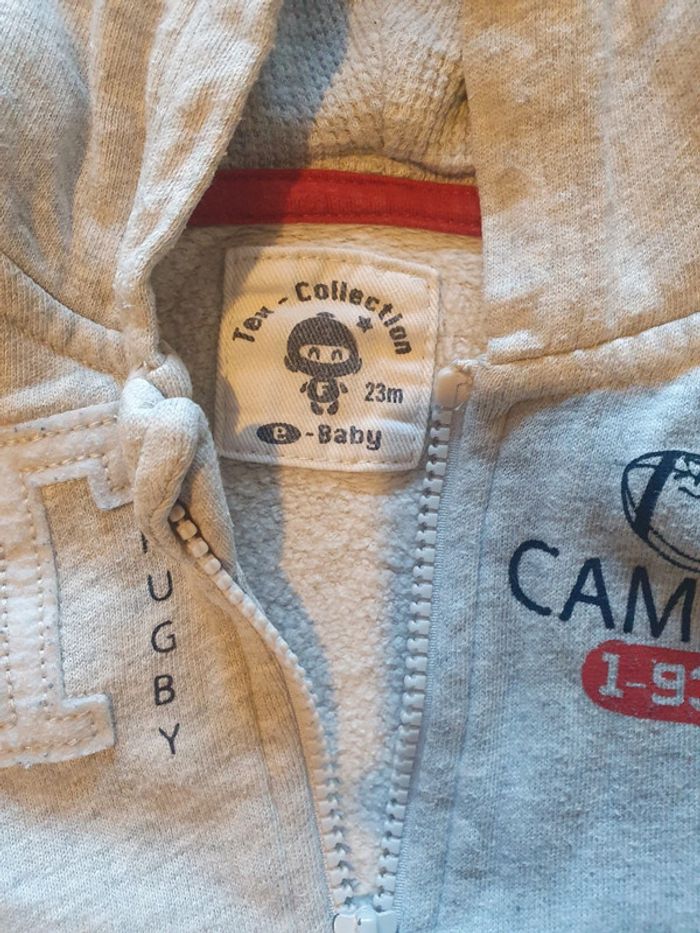 Tex - Collection
F
23m
e-Baby
RUGBY
CAM
1-9